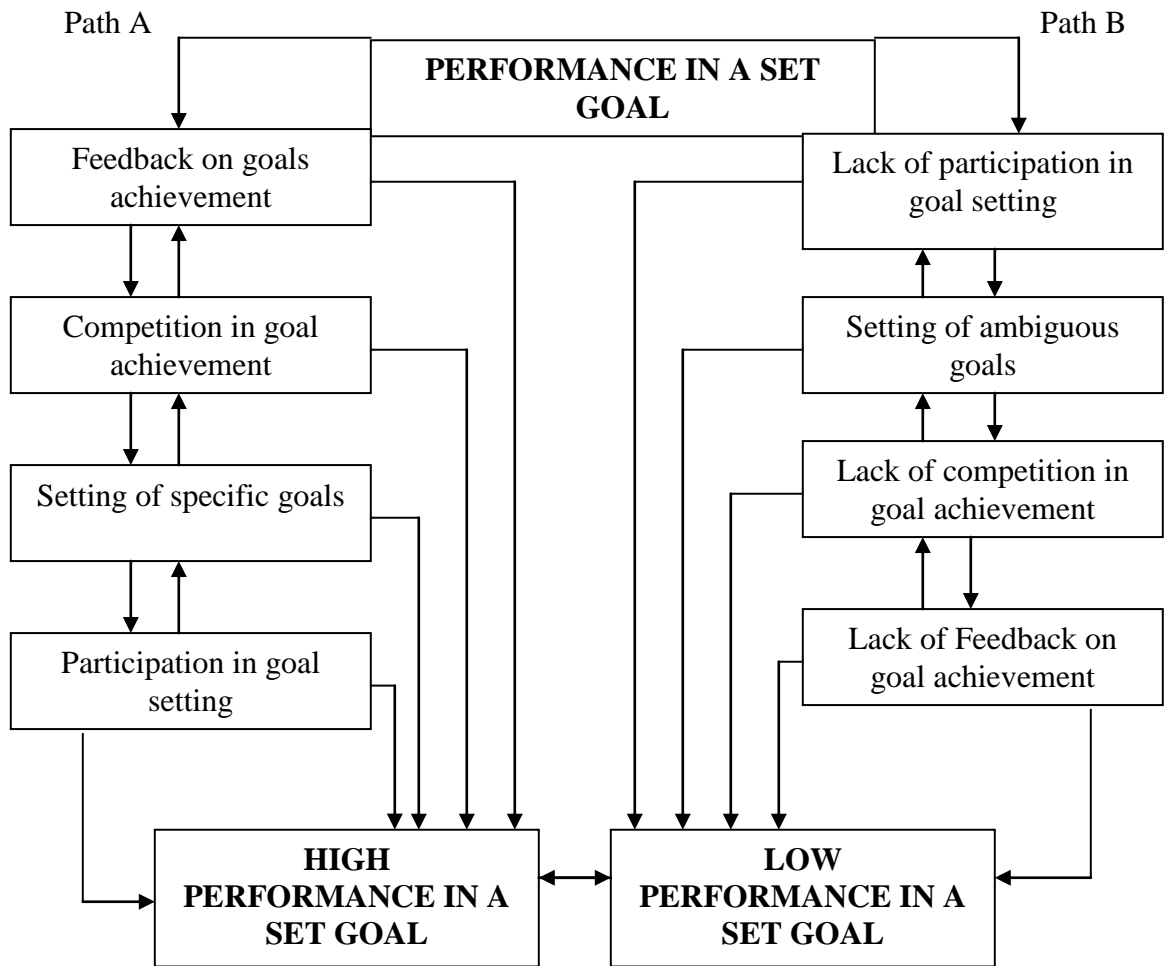 Path A
Path B
PERFORMANCE IN A SET
GOAL
Feedback on goals
achievement
Competition in goal
achievement
Setting of specific goals
Participation in goal
setting
Lack of participation in
goal setting
Setting of ambiguous
goals
Lack of competition in
goal achievement
Lack of Feedback on
goal achievement
HIGH
PERFORMANCE IN A
SET GOAL
LOW
PERFORMANCE IN A
SET GOAL